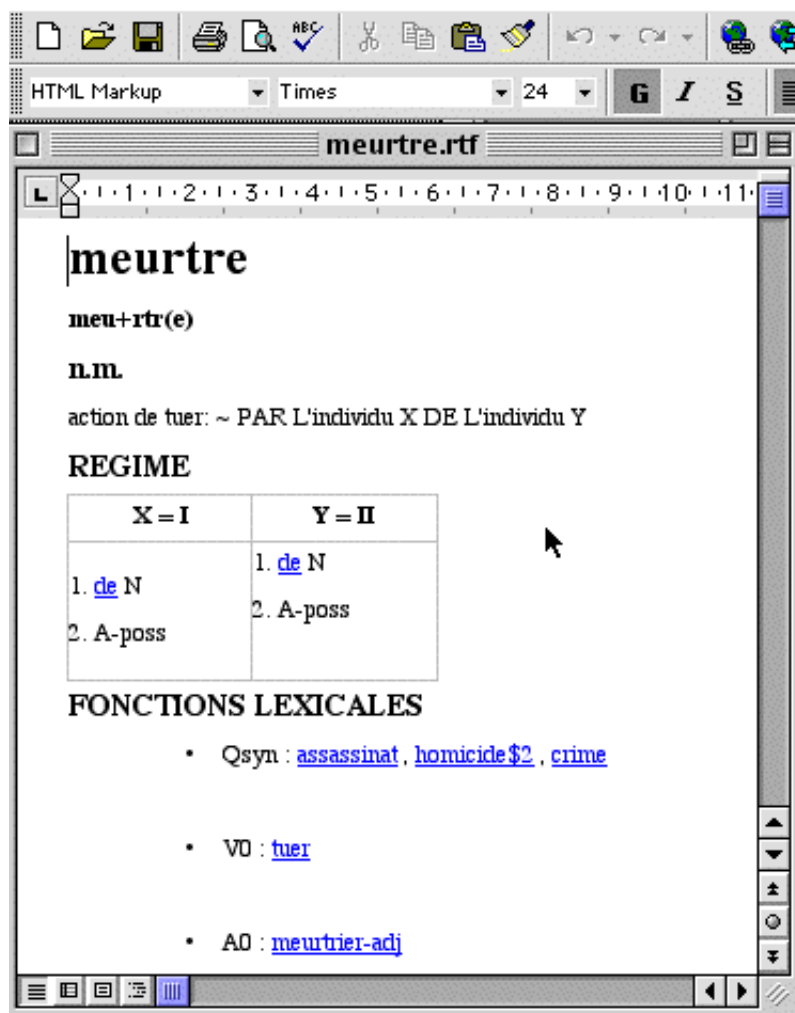 ABC
HTML Markup Times 24 G I S
meurtre.rtf
L 1 2 3 4 5 6 7 8 9 10 11
meurtre
meu+rtr(e)
n.m.
action de tuer: ~ PAR L'individu X DE L'individu Y
REGIME
X = I Y = II
1. de N 1. de N
2. A-poss 2. A-poss
FONCTIONS LEXICALES
• Qsyn : assassinat , homicide$2 , crime
• V0 : tuer
• A0 : meurtrier-adj